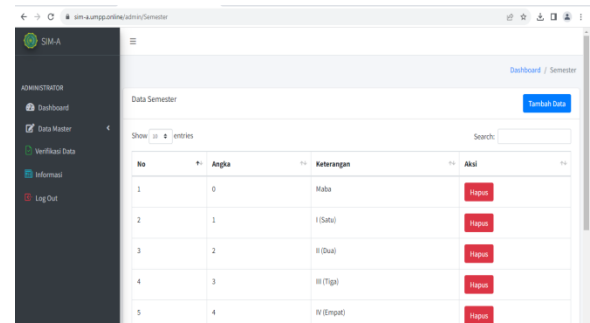 sim-a.umpp.online/admin/Semester
SIM-A
Dashboard / Semester
ADMINISTRATOR
Dashboard
Data Master
Verifikasi Data
Informasi
Log Out
Data Semester
Tambah Data
Show 10 entries
Search:
No Angka Keterangan Aksi
1 0 Maba Hapus
2 1 I (Satu) Hapus
3 2 II (Dua) Hapus
4 3 III (Tiga) Hapus
5 4 IV (Empat) Hapus